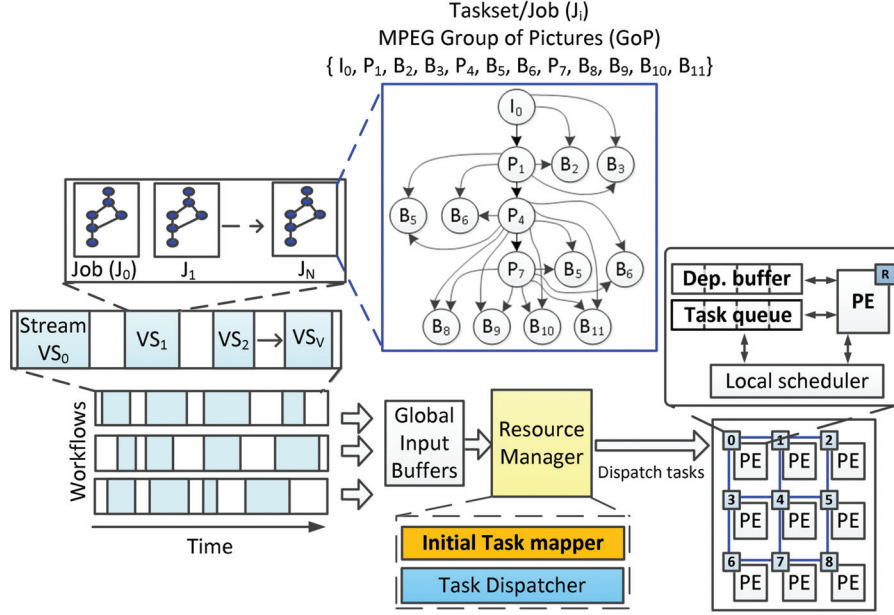 Taskset/Job (Jᵢ)
MPEG Group of Pictures (GoP)
{ I₀, P₁, B₂, B₃, P₄, B₅, B₆, P₇, B₈, B₉, B₁₀, B₁₁}
I₀
P₁
B₂
B₃
B₅
B₆
P₄
P₇
B₅
B₆
B₈
B₉
B₁₀
B₁₁
Job (J₀)
J₁
J_N
Stream
VS₀
VS₁
VS₂
VS_V
Workflows
Time
Global
Input
Buffers
Resource
Manager
Dispatch tasks
Initial Task mapper
Task Dispatcher
Dep. buffer
Task queue
PE
R
Local scheduler
0
1
2
PE
PE
PE
3
4
5
PE
PE
PE
6
7
8
PE
PE
PE